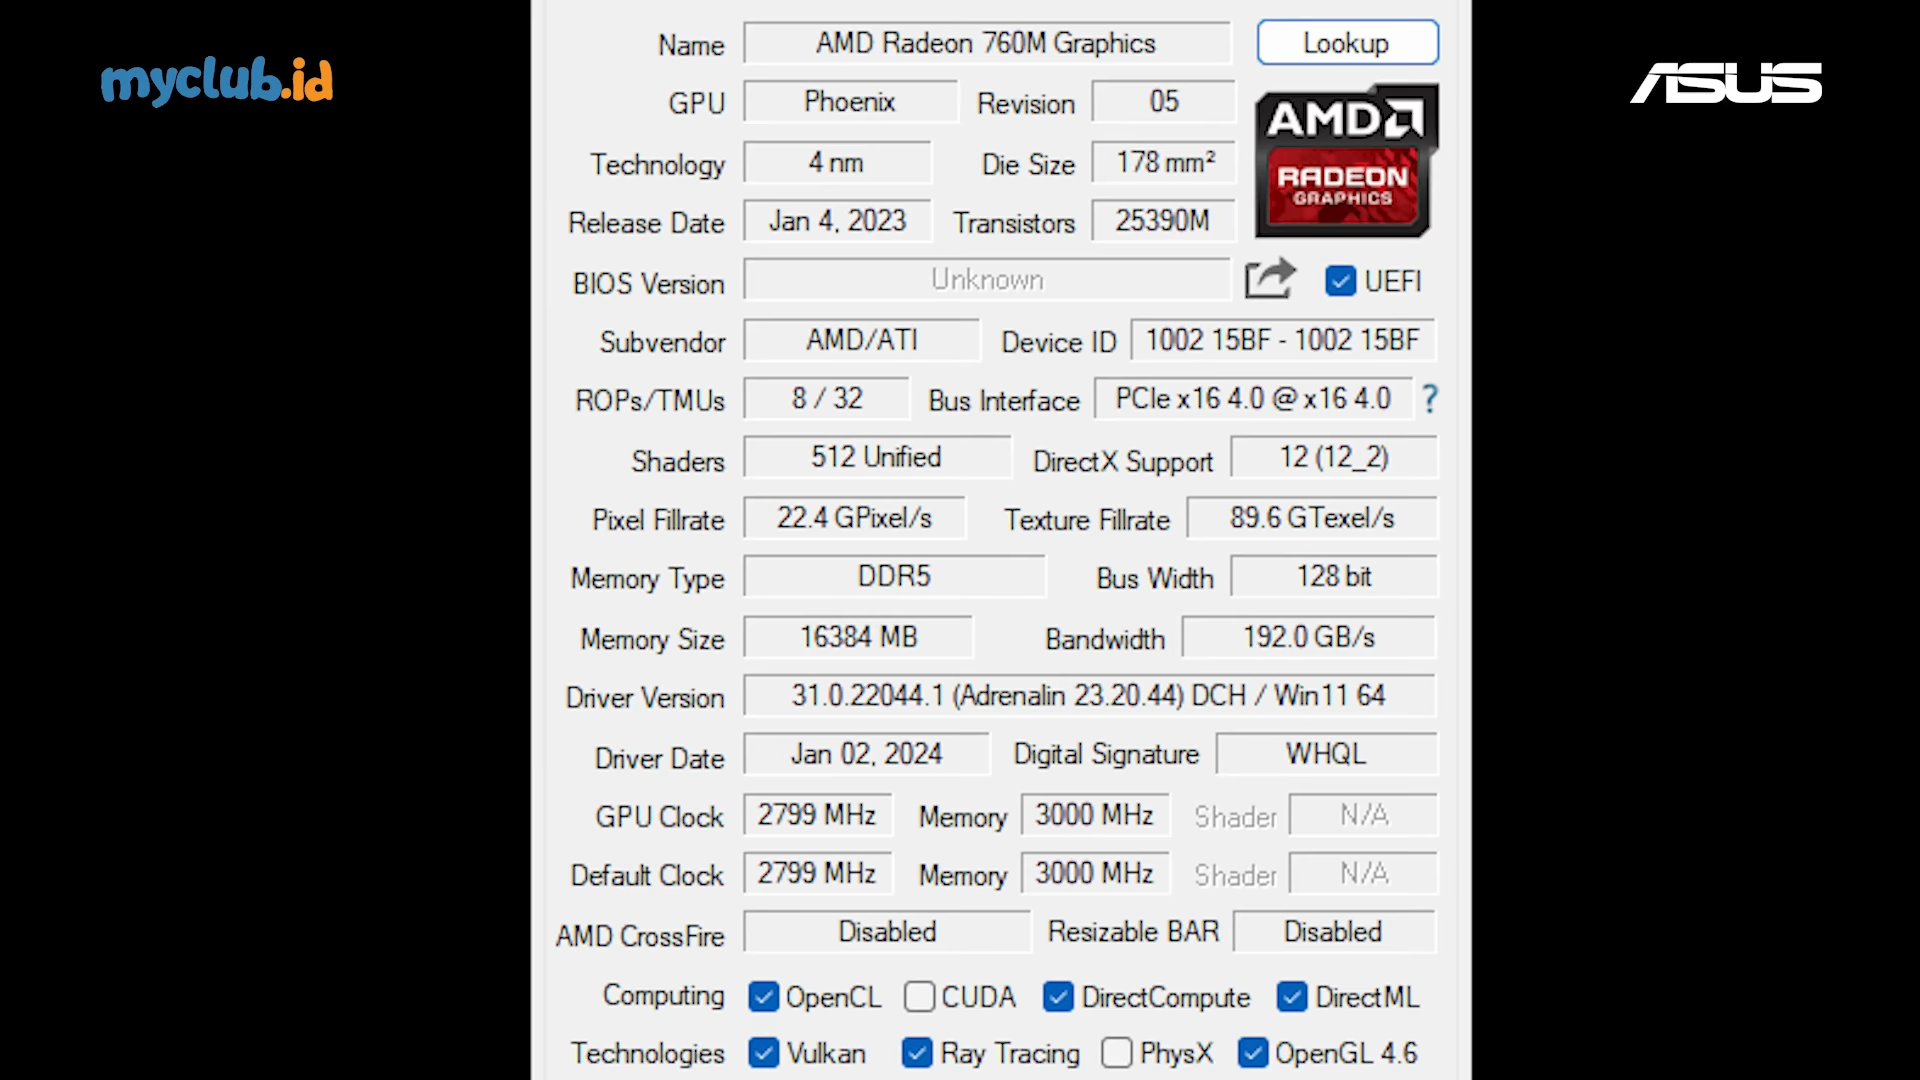 myclub.id
ASUS
Name AMD Radeon 760M Graphics Lookup
GPU Phoenix Revision 05
AMD
RADEON
GRAPHICS
Technology 4 nm Die Size 178 mm²
Release Date Jan 4, 2023 Transistors 25390M
BIOS Version Unknown UEFI
Subvendor AMD/ATI Device ID 1002 15BF - 1002 15BF
ROPs/TMUs 8 / 32 Bus Interface PCIe x16 4.0 @ x16 4.0 ?
Shaders 512 Unified DirectX Support 12 (12_2)
Pixel Fillrate 22.4 GPixel/s Texture Fillrate 89.6 GTexel/s
Memory Type DDR5 Bus Width 128 bit
Memory Size 16384 MB Bandwidth 192.0 GB/s
Driver Version 31.0.22044.1 (Adrenalin 23.20.44) DCH / Win11 64
Driver Date Jan 02, 2024 Digital Signature WHQL
GPU Clock 2799 MHz Memory 3000 MHz Shader N/A
Default Clock 2799 MHz Memory 3000 MHz Shader N/A
AMD CrossFire Disabled Resizable BAR Disabled
Computing OpenCL CUDA DirectCompute DirectML
Technologies Vulkan Ray Tracing PhysX OpenGL 4.6